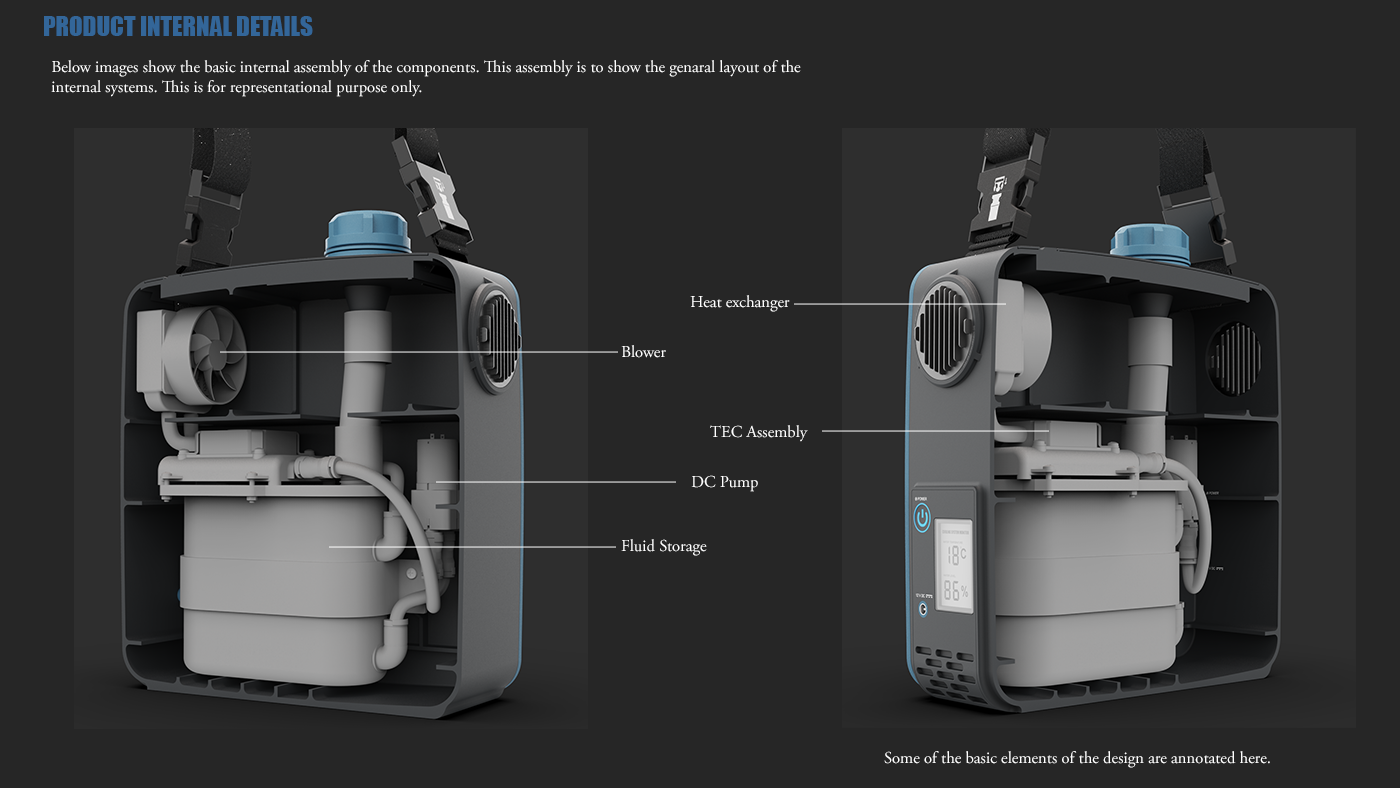 PRODUCT INTERNAL DETAILS
Below images show the basic internal assembly of the components. This assembly is to show the genaral layout of the
internal systems. This is for representational purpose only.
Heat exchanger
Blower
TEC Assembly
DC Pump
Fluid Storage
18°C
86%
Some of the basic elements of the design are annotated here.